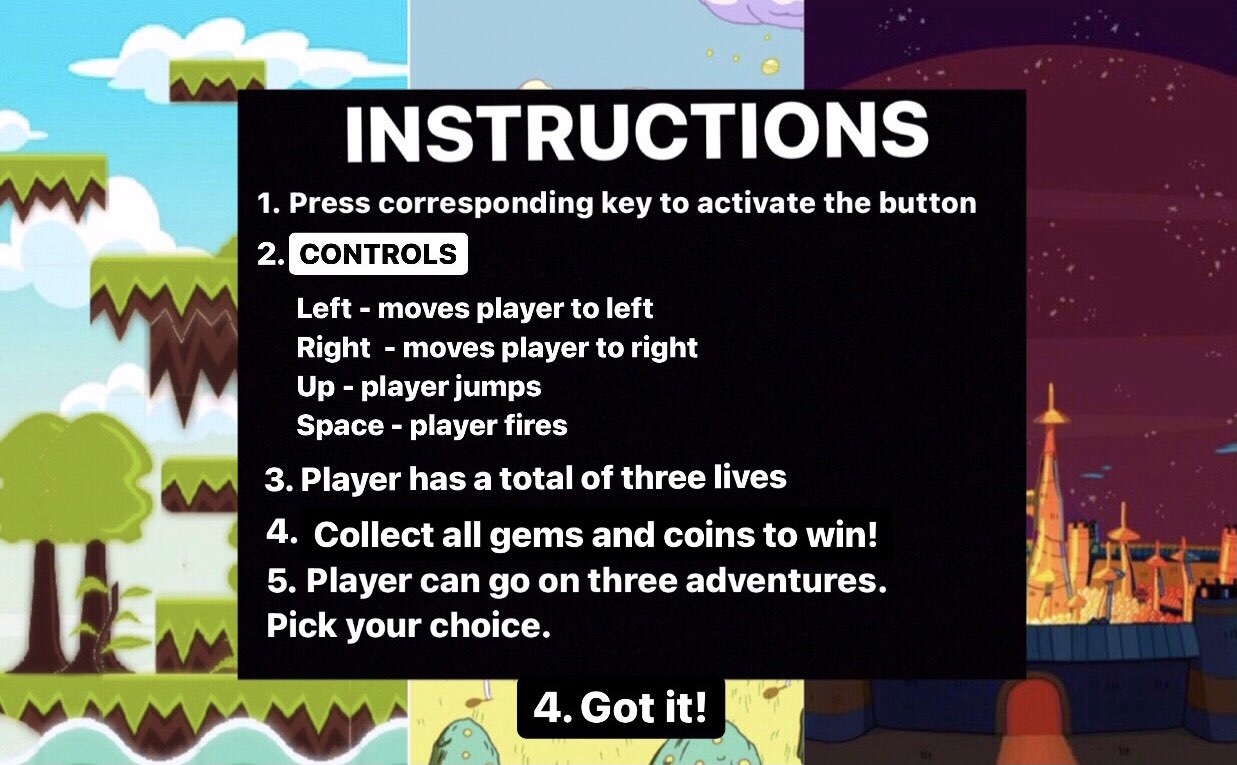 INSTRUCTIONS
1. Press corresponding key to activate the button
2. CONTROLS
Left - moves player to left
Right - moves player to right
Up - player jumps
Space - player fires
3. Player has a total of three lives
4. Collect all gems and coins to win!
5. Player can go on three adventures.
Pick your choice.
4. Got it!